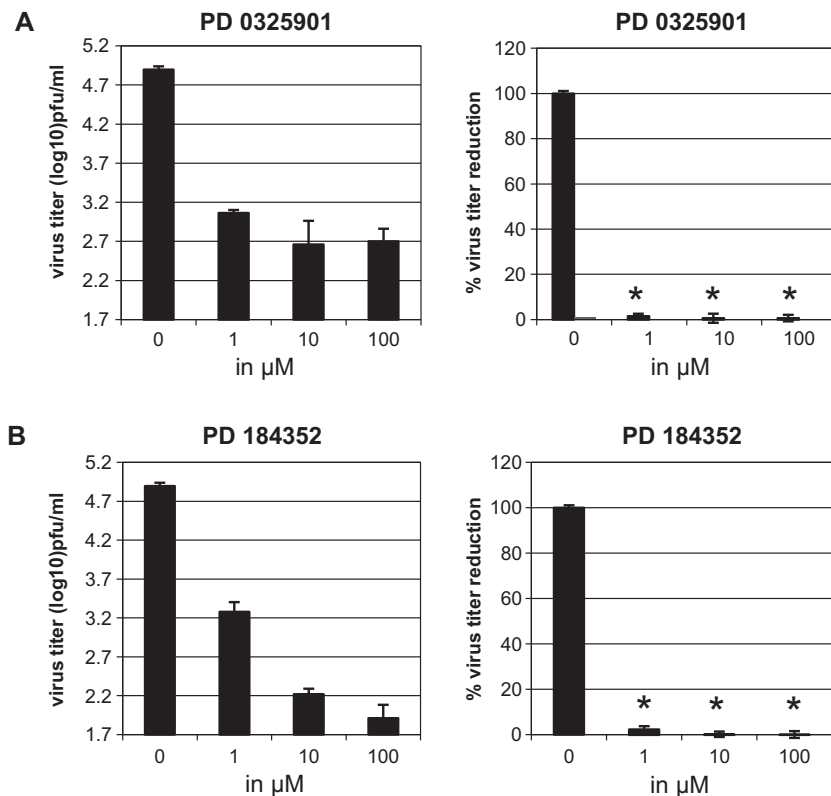 A
PD 0325901
virus titer (log10)pfu/ml
5.2
4.7
4.2
3.7
3.2
2.7
2.2
1.7
0 1 10 100
in µM
PD 0325901
% virus titer reduction
120
100
80
60
40
20
0
* * *
0 1 10 100
in µM
B
PD 184352
virus titer (log10)pfu/ml
5.2
4.7
4.2
3.7
3.2
2.7
2.2
1.7
0 1 10 100
in µM
PD 184352
% virus titer reduction
120
100
80
60
40
20
0
* * *
0 1 10 100
in µM